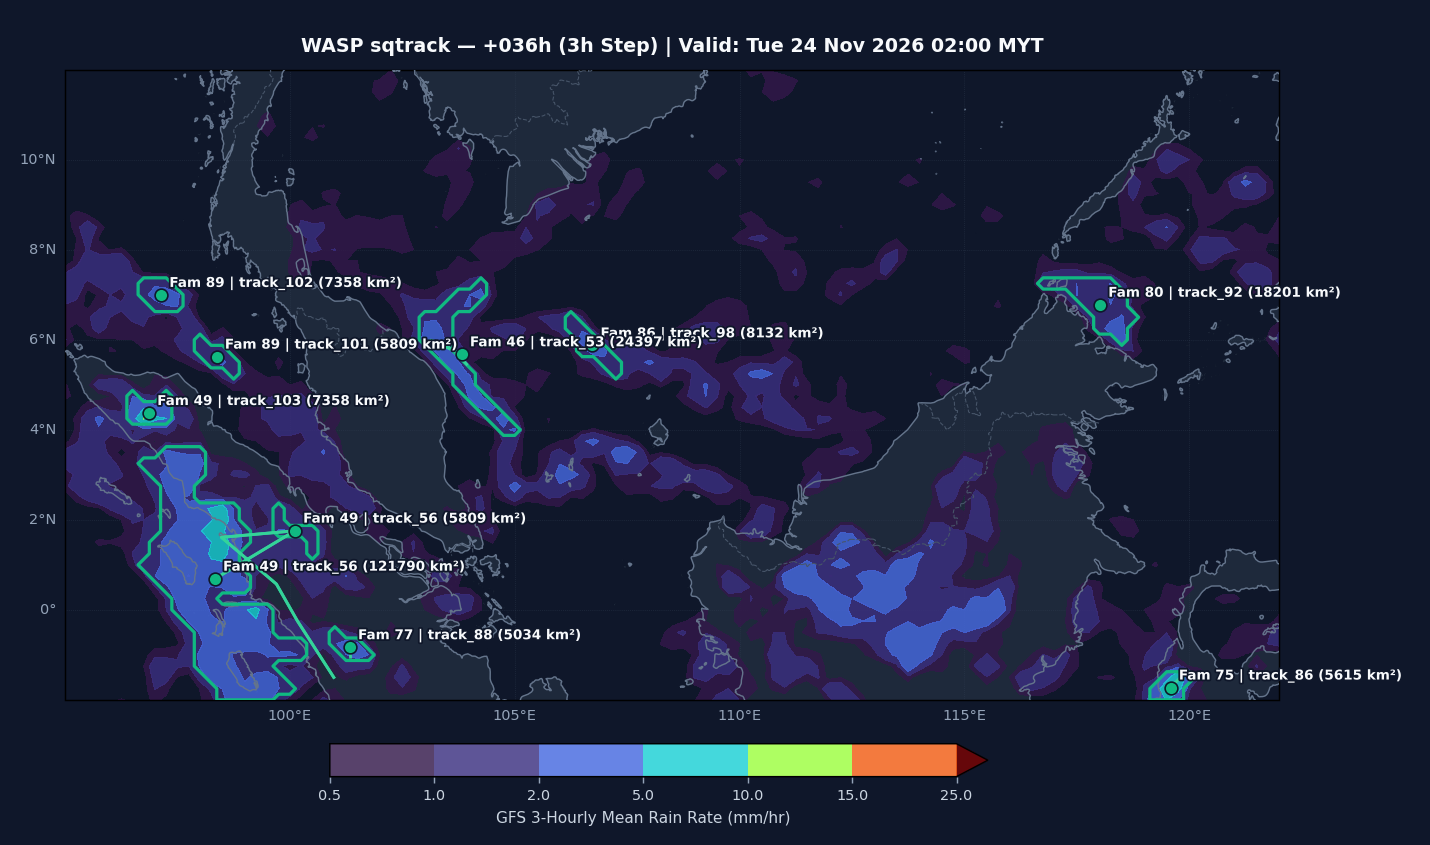 WASP sqtrack — +036h (3h Step) | Valid: Tue 24 Nov 2026 02:00 MYT
10°N
8°N
6°N
4°N
2°N
0°
Fam 89 | track_102 (7358 km²)
Fam 80 | track_92 (18201 km²)
Fam 86 | track_98 (8132 km²)
Fam 89 | track_101 (5809 km²)
Fam 46 | track_53 (24397 km²)
Fam 49 | track_103 (7358 km²)
Fam 49 | track_56 (5809 km²)
Fam 49 | track_56 (121790 km²)
Fam 77 | track_88 (5034 km²)
Fam 75 | track_86 (5615 km²)
100°E 105°E 110°E 115°E 120°E
0.5 1.0 2.0 5.0 10.0 15.0 25.0
GFS 3-Hourly Mean Rain Rate (mm/hr)